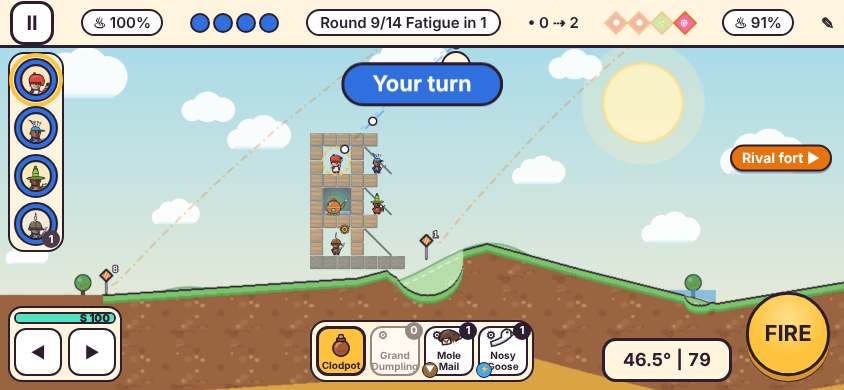 100%
Round 9/14 Fatigue in 1
• 0 ⇢ 2
91%
Your turn
Rival fort ▶
1
8
1
S 100
0
1
1
Clodpot
Grand Dumpling
Mole Mail
Nosy Goose
46.5° | 79
FIRE